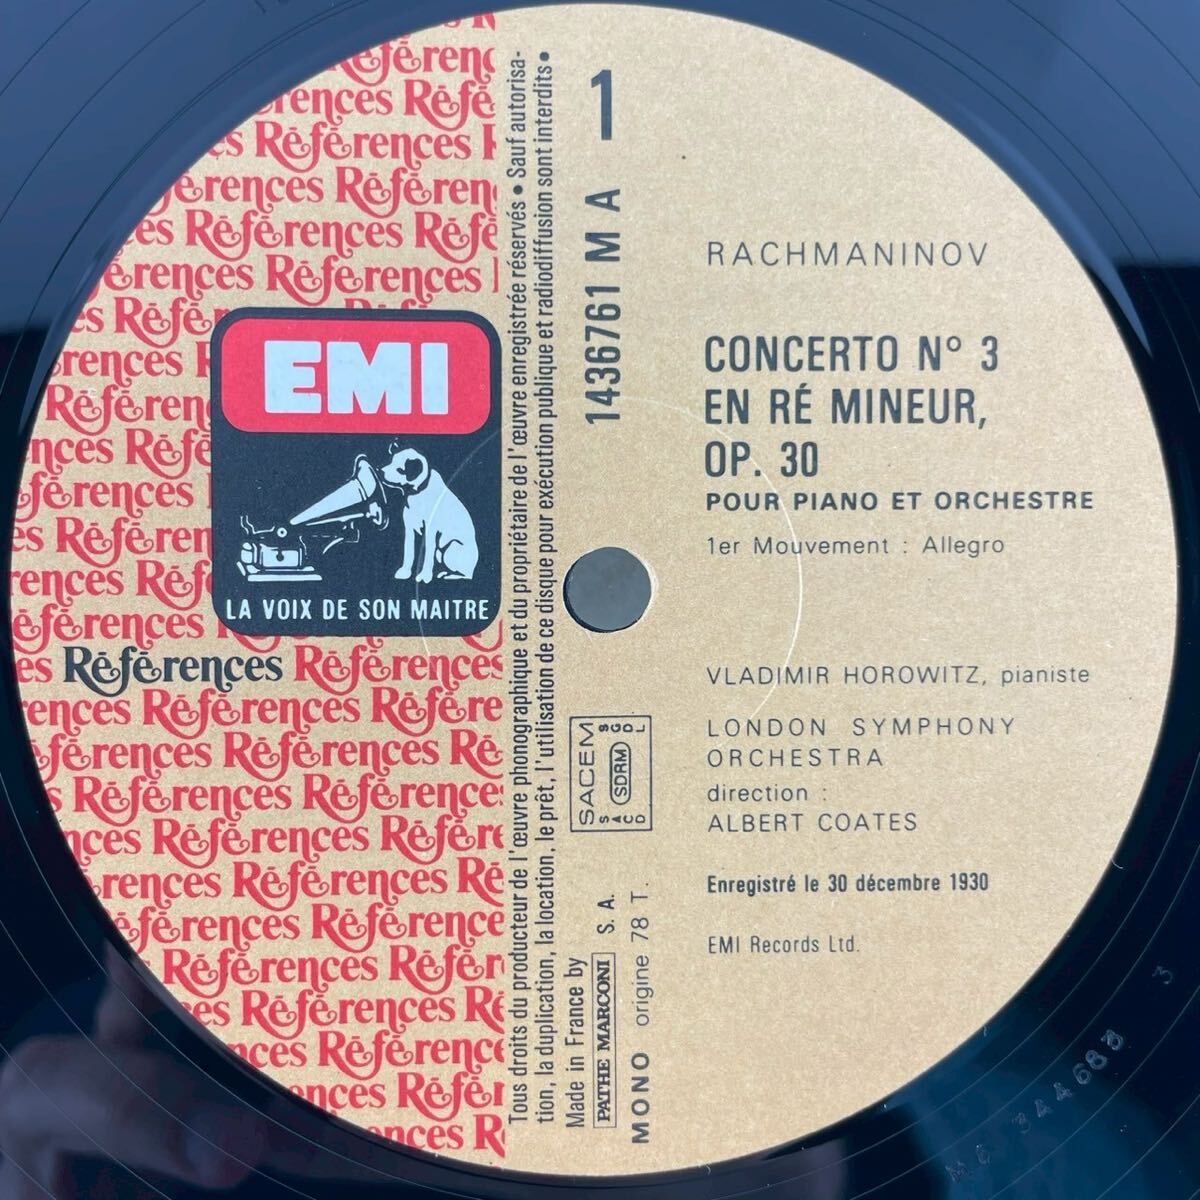 Références
EMI
LA VOIX DE SON MAITRE
Tous droits du producteur de l'œuvre phonographique et du propriétaire de l'œuvre enregistrée réservés • Sauf autorisa-
tion, la duplication, la location, le prêt, l'utilisation de ce disque pour exécution publique et radiodiffusion sont interdits •
Made in France by PATHE MARCONI S. A.
1436761 M A 1
SACEM
SACD
SDRM
SGDL
MONO origine 78 T.
RACHMANINOV
CONCERTO N° 3
EN RÉ MINEUR,
OP. 30
POUR PIANO ET ORCHESTRE
1er Mouvement : Allegro
VLADIMIR HOROWITZ, pianiste
LONDON SYMPHONY
ORCHESTRA
direction :
ALBERT COATES
Enregistré le 30 décembre 1930
EMI Records Ltd.
344683 3